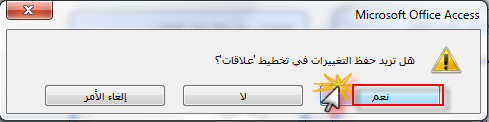 Microsoft Office Access
هل تريد حفظ التغييرات في تخطيط 'علاقات'؟
نعم
لا
إلغاء الأمر